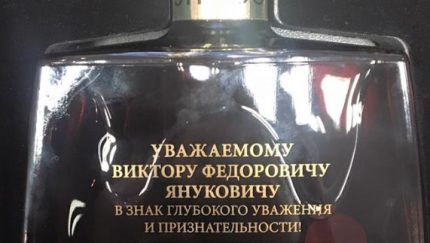 УВАЖАЕМОМУ
ВИКТОРУ ФЕДОРОВИЧУ
ЯНУКОВИЧУ
В ЗНАК ГЛУБОКОГО УВАЖЕНИЯ
И ПРИЗНАТЕЛЬНОСТИ!